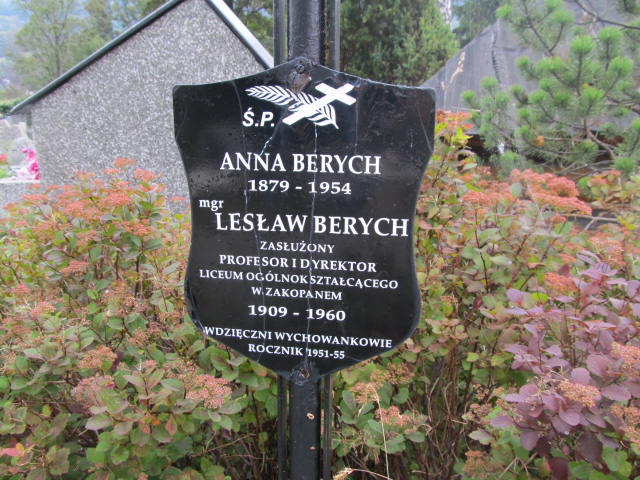 Ś.P.
ANNA BERYCH
1879 - 1954
mgr
LESŁAW BERYCH
ZASŁUŻONY
PROFESOR I DYREKTOR
LICEUM OGÓLNOKSZTAŁCĄCEGO
W ZAKOPANEM
1909 - 1960
WDZIĘCZNI WYCHOWANKOWIE
ROCZNIK 1951-55